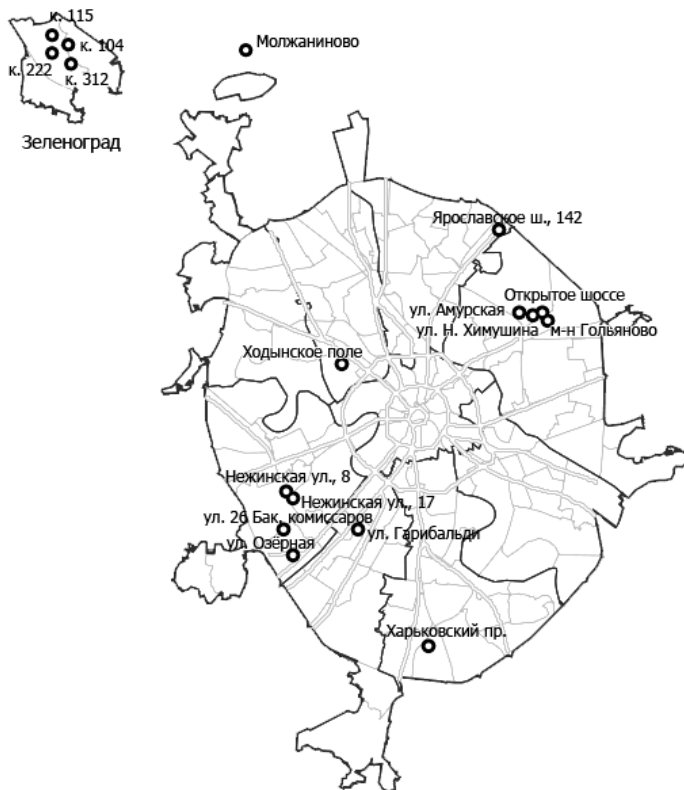 к. 115
к. 104
к. 222
к. 312
Зеленоград
Молжаниново
Ярославское ш., 142
Открытое шоссе
ул. Амурская
ул. Н. Химушина
м-н Гольяново
Ходынское поле
Нежинская ул., 8
Нежинская ул., 17
ул. 26 Бак. комиссаров
ул. Гарибальди
ул. Озёрная
Харьковский пр.